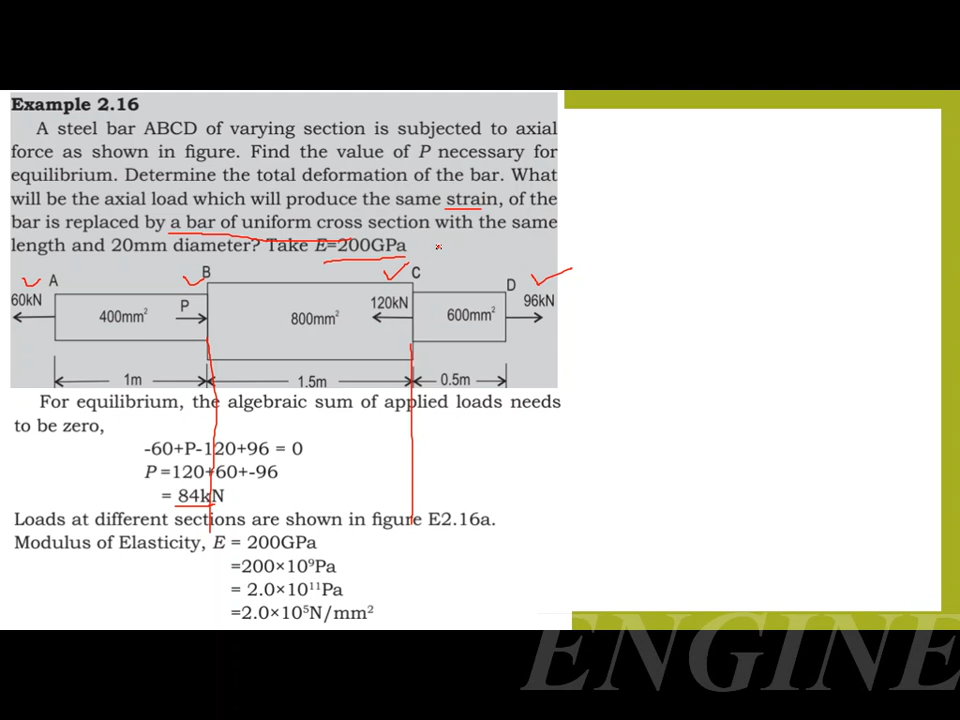 Example 2.16
A steel bar ABCD of varying section is subjected to axial
force as shown in figure. Find the value of P necessary for
equilibrium. Determine the total deformation of the bar. What
will be the axial load which will produce the same strain, of the
bar is replaced by a bar of uniform cross section with the same
length and 20mm diameter? Take E=200GPa
A B C D
60kN P 120kN 96kN
400mm² 800mm² 600mm²
1m 1.5m 0.5m
For equilibrium, the algebraic sum of applied loads needs
to be zero,
-60+P-120+96 = 0
P =120+60+-96
= 84kN
Loads at different sections are shown in figure E2.16a.
Modulus of Elasticity, E = 200GPa
=200×10⁹Pa
= 2.0×10¹¹Pa
=2.0×10⁵N/mm²
ENGINE